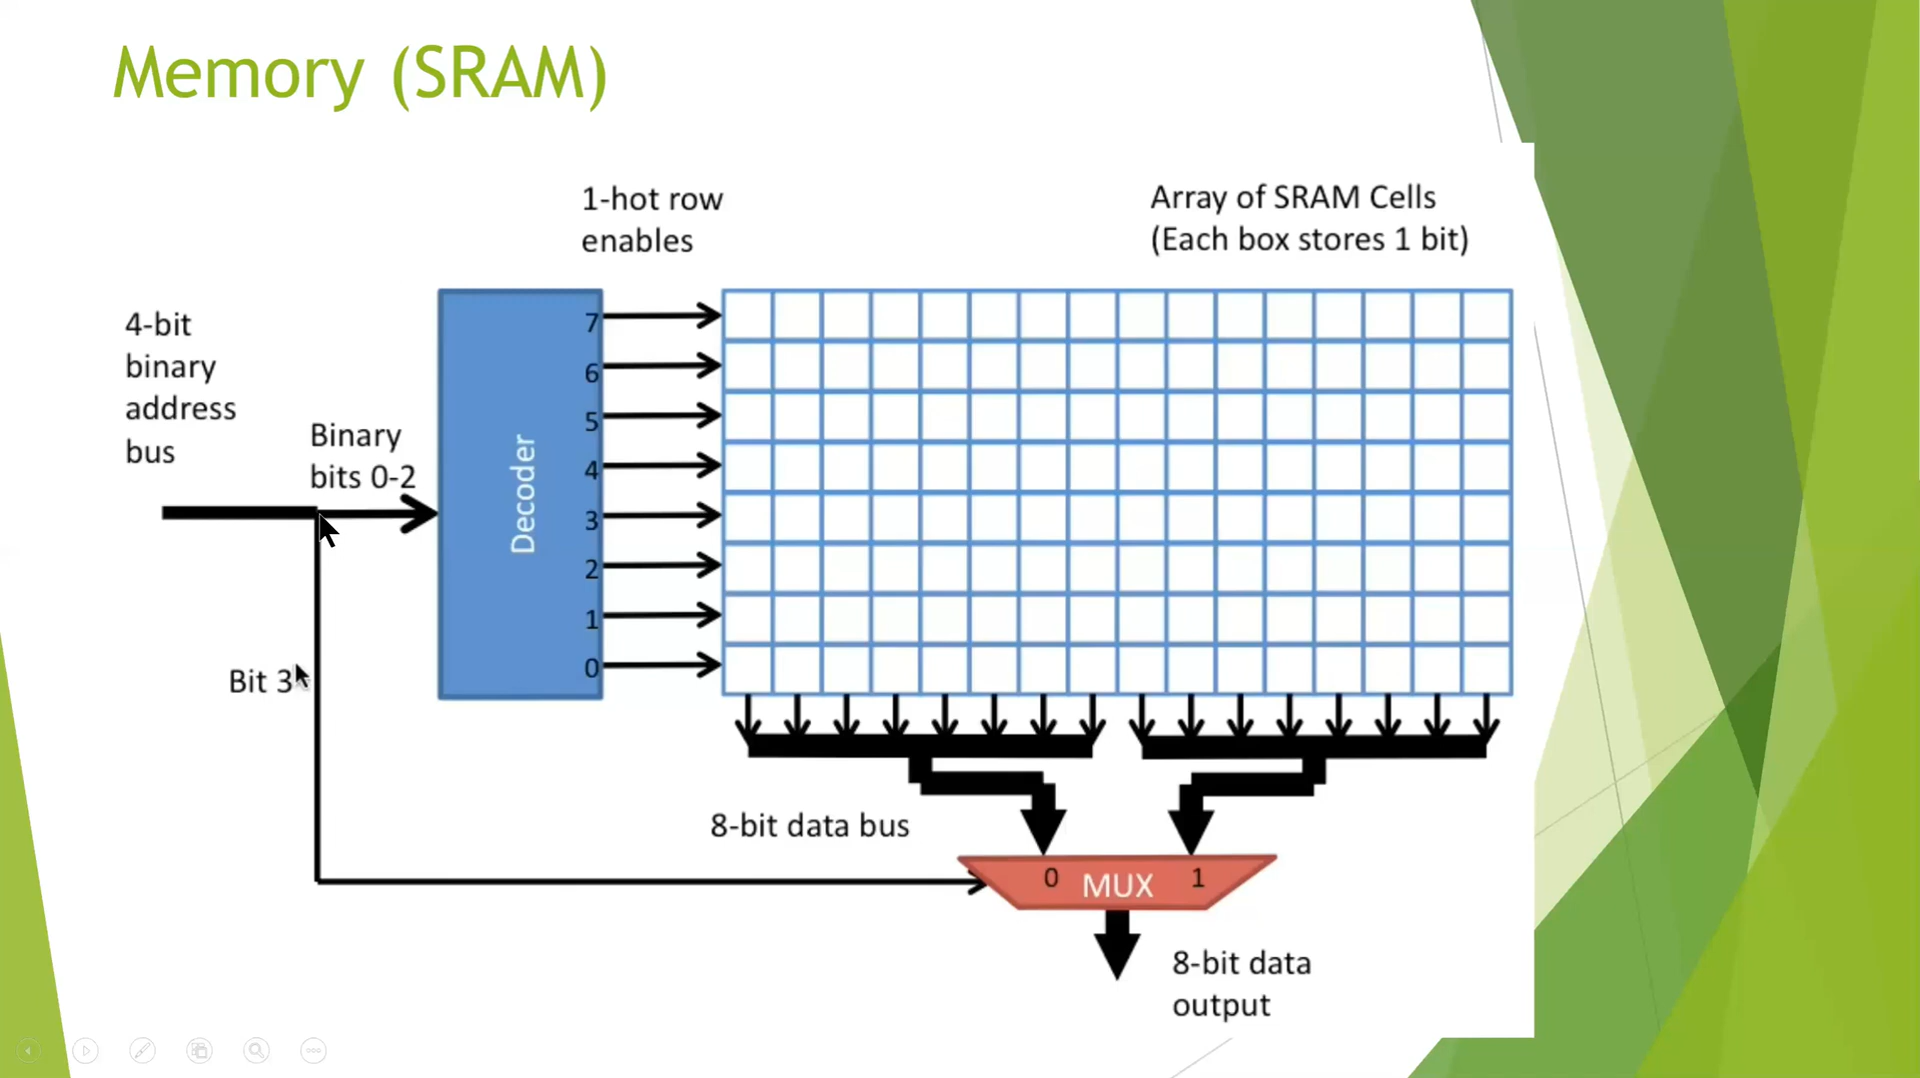 Memory (SRAM)
1-hot row
enables
Array of SRAM Cells
(Each box stores 1 bit)
4-bit
binary
address
bus
Binary
bits 0-2
Decoder
7
6
5
4
3
2
1
0
Bit 3
8-bit data bus
0 MUX 1
8-bit data
output